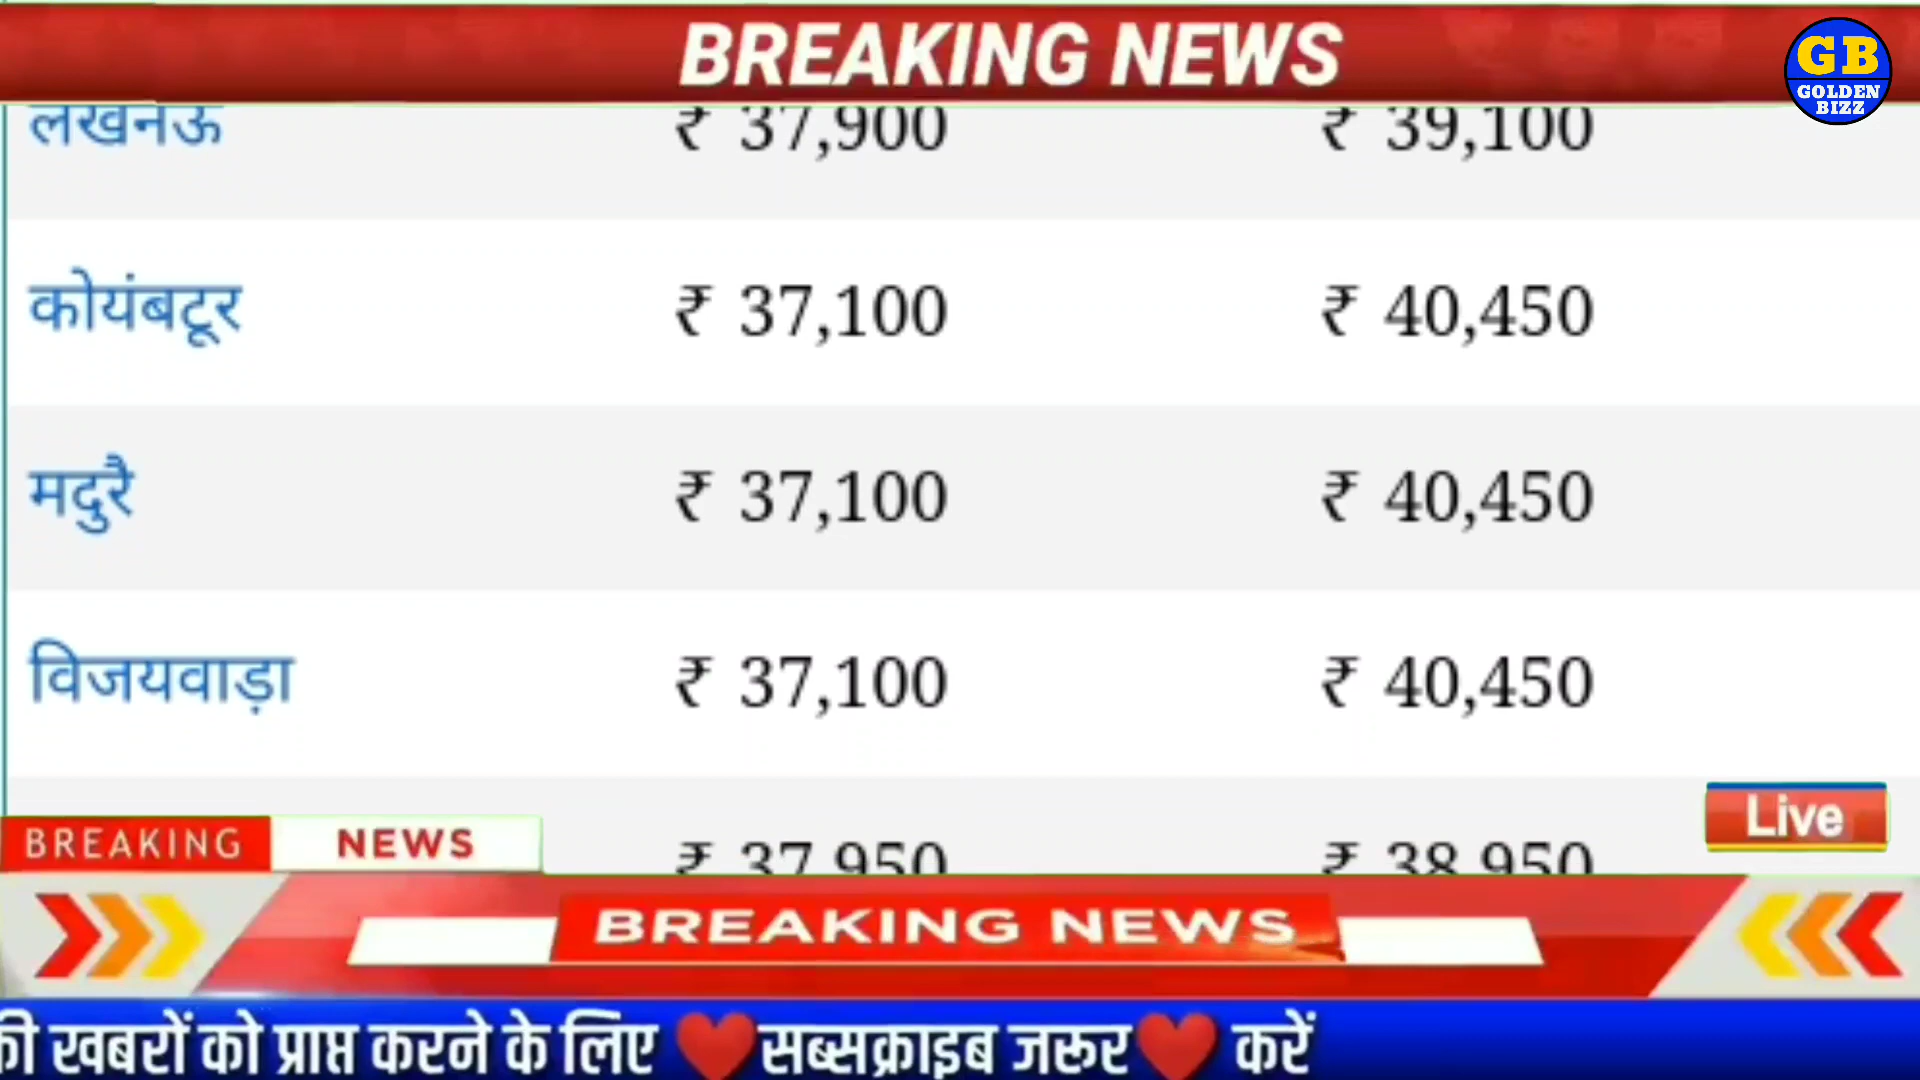 BREAKING NEWS
GB
GOLDEN
BIZZ
लखनऊ ₹ 37,900 ₹ 39,100
कोयंबटूर ₹ 37,100 ₹ 40,450
मदुरै ₹ 37,100 ₹ 40,450
विजयवाड़ा ₹ 37,100 ₹ 40,450
₹ 37,950 ₹ 38,950
Live
BREAKING NEWS
BREAKING NEWS
की खबरों को प्राप्त करने के लिए ❤️सब्सक्राइब जरूर❤️ करें